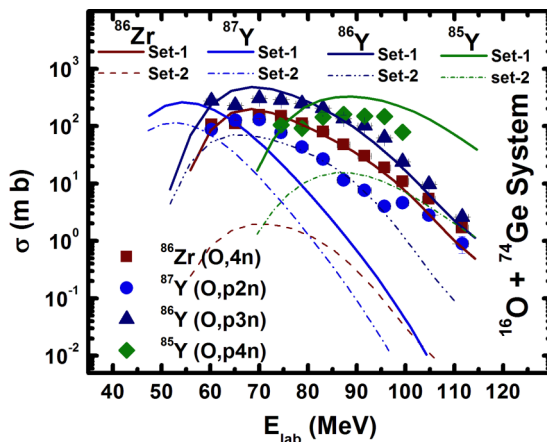 ⁸⁶Zr ⁸⁷Y ⁸⁶Y ⁸⁵Y
Set-1 Set-1 Set-1 Set-1
Set-2 Set-2 Set-2 Set-2
10³
10²
10¹
10⁰
10⁻¹
10⁻²
σ (m b)
⁸⁶Zr (O,4n)
⁸⁷Y (O,p2n)
⁸⁶Y (O,p3n)
⁸⁵Y (O,p4n)
¹⁶O + ⁷⁴Ge System
40 50 60 70 80 90 100 110 120
E_lab (MeV)